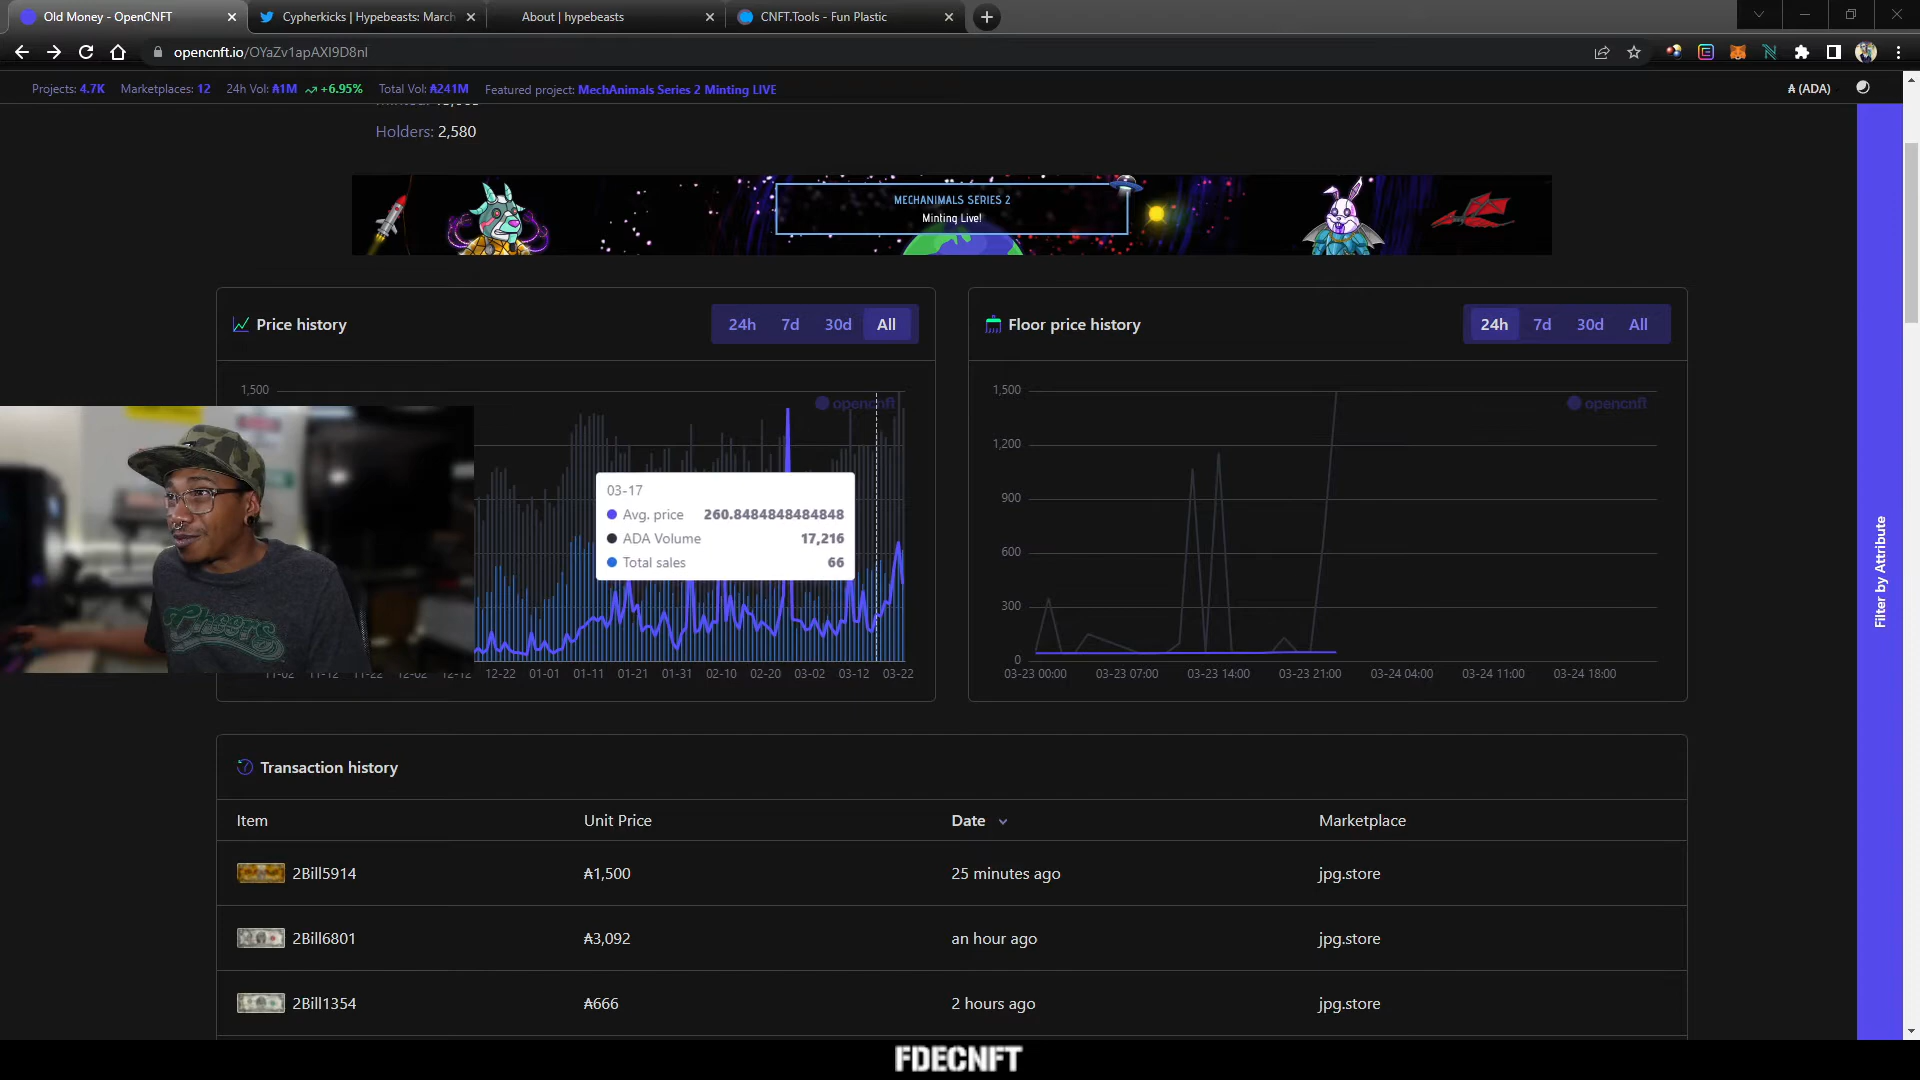 Old Money - OpenCNFT
Cypherkicks | Hypebeasts: March
About | hypebeasts
CNFT.Tools - Fun Plastic
opencnft.io/OYaZv1apAXI9D8nI
Projects: 4.7K Marketplaces: 12 24h Vol: ₳1M +6.95% Total Vol: ₳241M Featured project: MechAnimals Series 2 Minting LIVE
₳ (ADA)
Holders: 2,580
MECHANIMALS SERIES 2
Minting Live!
Price history
24h 7d 30d All
Floor price history
24h 7d 30d All
1,500
opencnft
03-17
Avg. price 260.8484848484848
ADA Volume 17,216
Total sales 66
12-22 01-01 01-11 01-21 01-31 02-10 02-20 03-02 03-12 03-22
1,500
opencnft
1,200
900
600
300
0
03-23 00:00 03-23 07:00 03-23 14:00 03-23 21:00 03-24 04:00 03-24 11:00 03-24 18:00
Filter by Attribute
Cheers
Transaction history
Item Unit Price Date Marketplace
2Bill5914 ₳1,500 25 minutes ago jpg.store
2Bill6801 ₳3,092 an hour ago jpg.store
2Bill1354 ₳666 2 hours ago jpg.store
FDECNFT